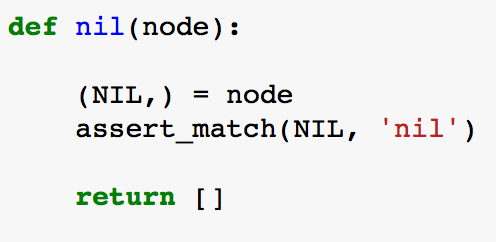 def nil(node):
    (NIL,) = node
    assert_match(NIL, 'nil')
    return []